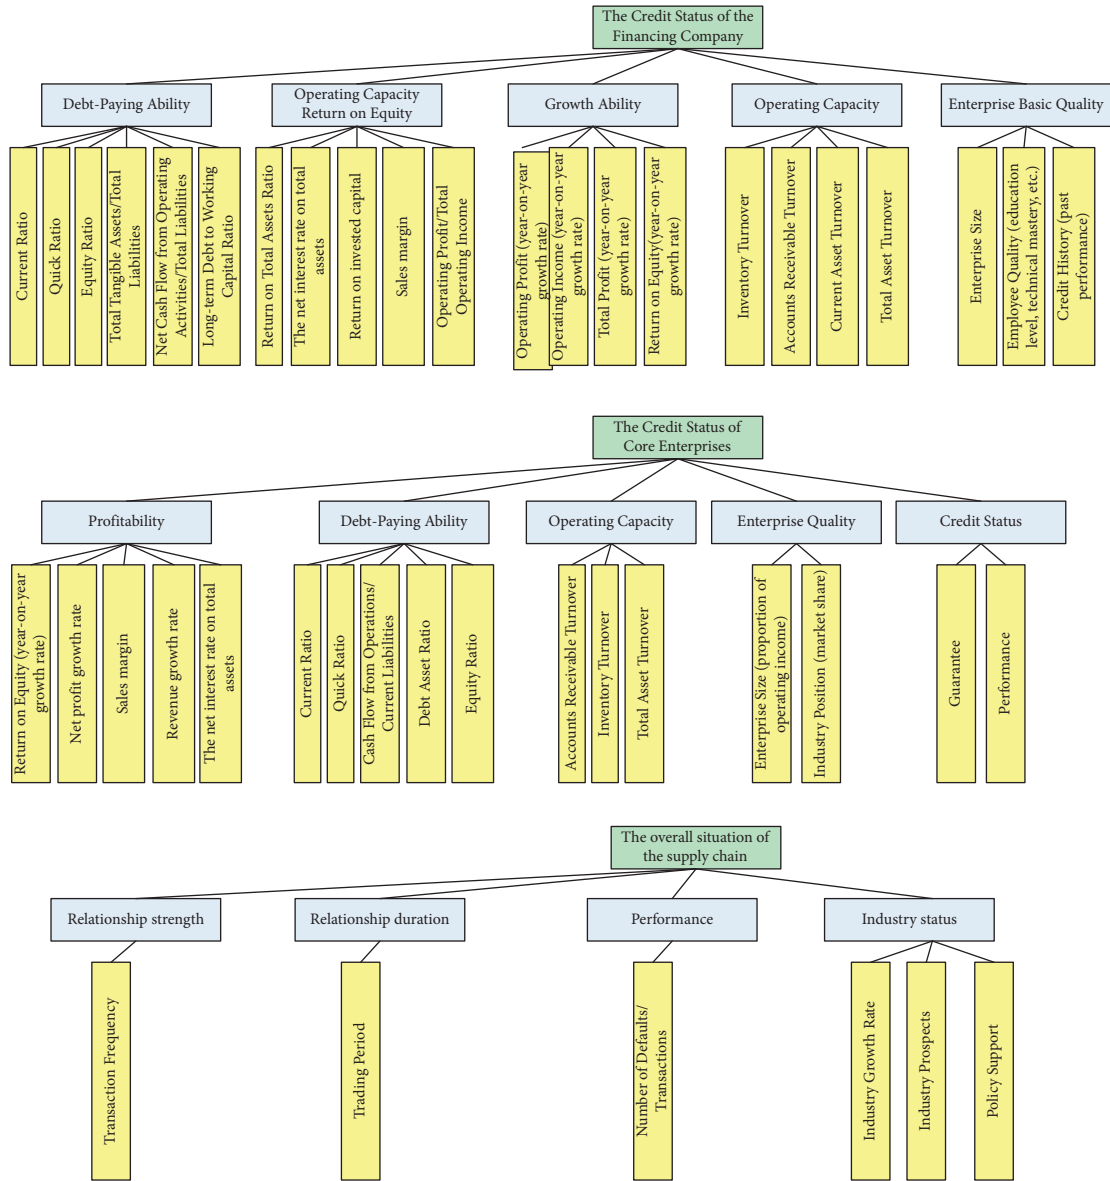 The Credit Status of the
Financing Company
Debt-Paying Ability
Operating Capacity
Return on Equity
Growth Ability
Operating Capacity
Enterprise Basic Quality
Current Ratio
Quick Ratio
Equity Ratio
Total Tangible Assets/Total
Liabilities
Net Cash Flow from Operating
Activities/Total Liabilities
Long-term Debt to Working
Capital Ratio
Return on Total Assets Ratio
The net interest rate on total
assets
Return on invested capital
Sales margin
Operating Profit/Total
Operating Income
Operating Profit (year-on-year
growth rate)
Operating Income (year-on-year
growth rate)
Total Profit (year-on-year
growth rate)
Return on Equity(year-on-year
growth rate)
Inventory Turnover
Accounts Receivable Turnover
Current Asset Turnover
Total Asset Turnover
Enterprise Size
Employee Quality (education
level, technical mastery, etc.)
Credit History (past
performance)
The Credit Status of
Core Enterprises
Profitability
Debt-Paying Ability
Operating Capacity
Enterprise Quality
Credit Status
Return on Equity (year-on-year
growth rate)
Net profit growth rate
Sales margin
Revenue growth rate
The net interest rate on total
assets
Current Ratio
Quick Ratio
Cash Flow from Operations/
Current Liabilities
Debt Asset Ratio
Equity Ratio
Accounts Receivable Turnover
Inventory Turnover
Total Asset Turnover
Enterprise Size (proportion of
operating income)
Industry Position (market share)
Guarantee
Performance
The overall situation of
the supply chain
Relationship strength
Relationship duration
Performance
Industry status
Transaction Frequency
Trading Period
Number of Defaults/
Transactions
Industry Growth Rate
Industry Prospects
Policy Support